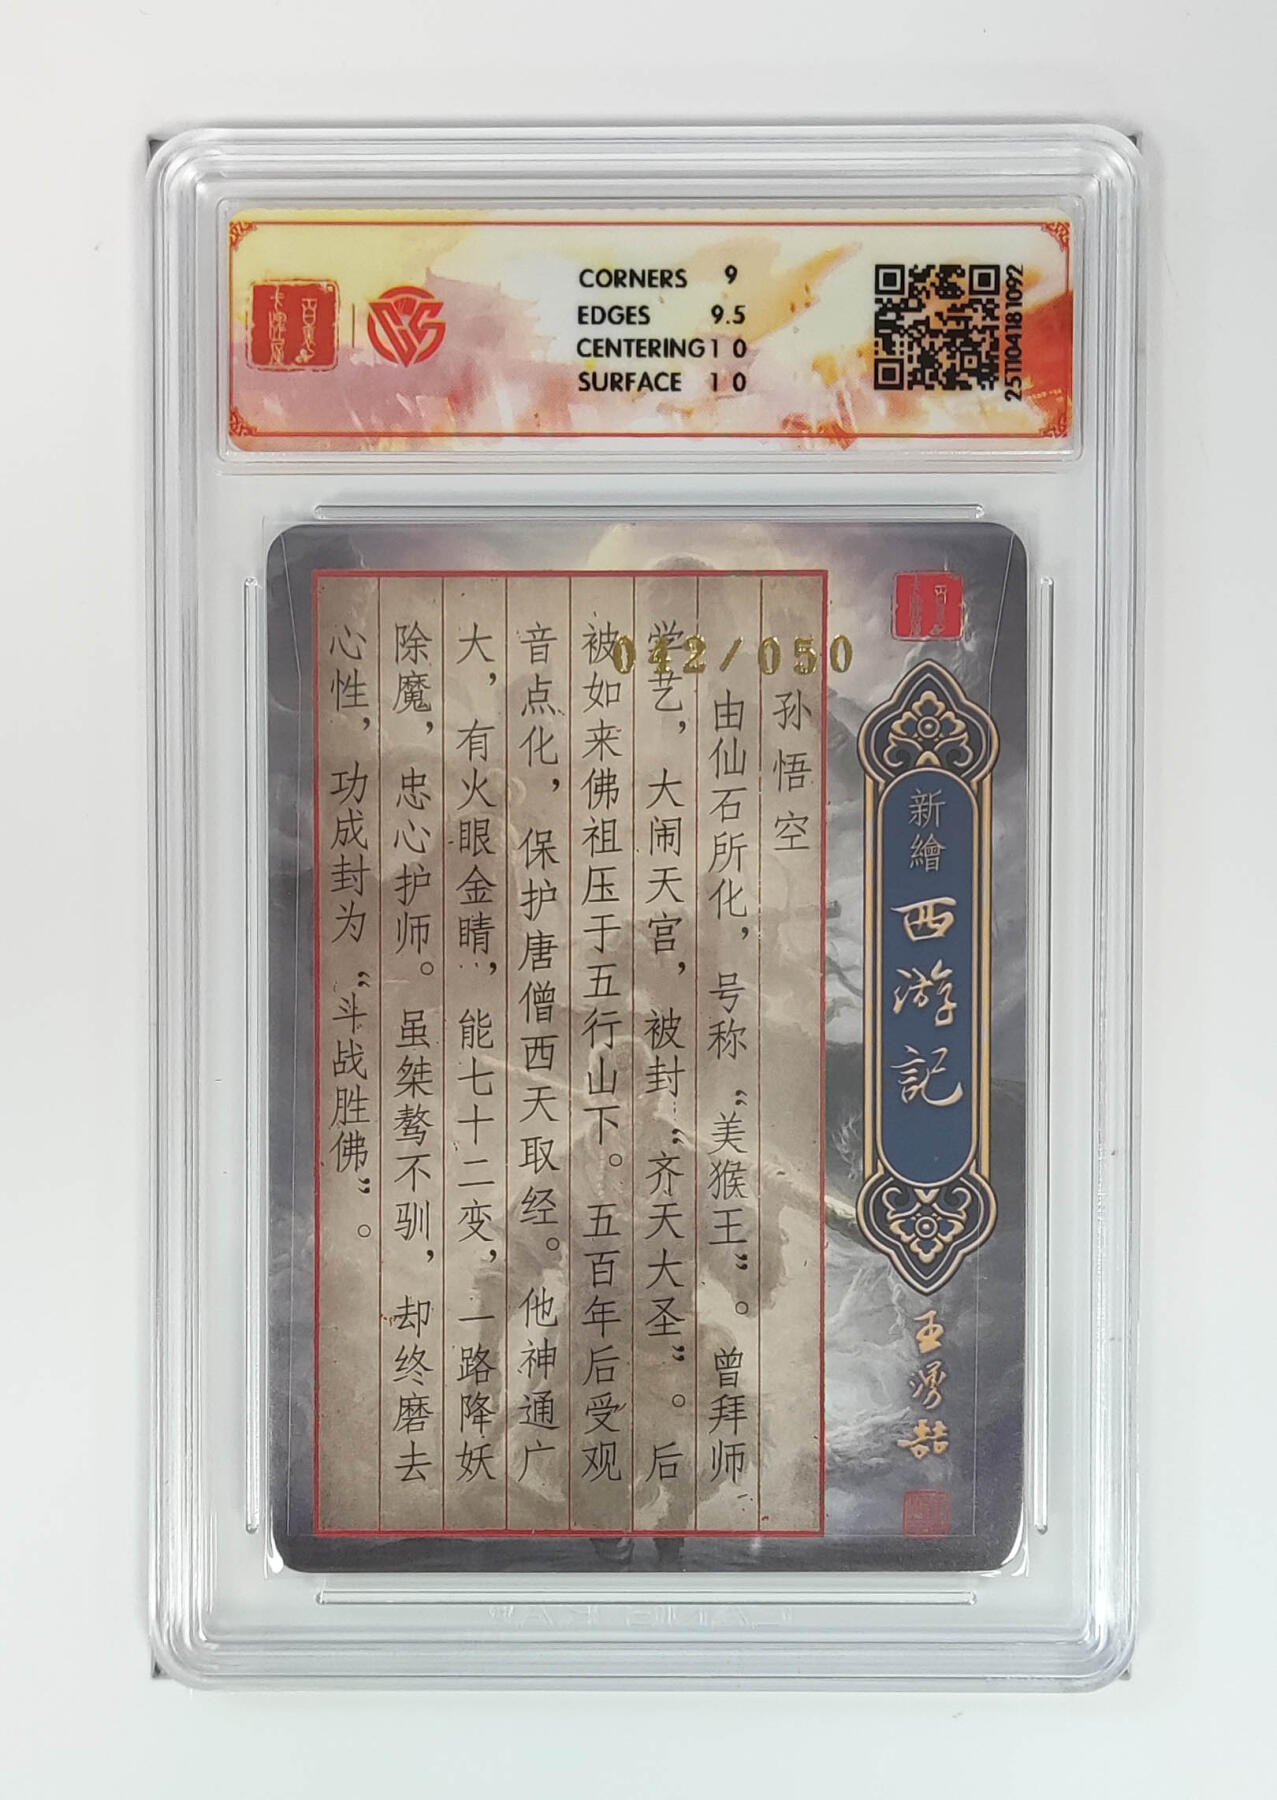 CORNERS 9
EDGES 9.5
CENTERING 10
SURFACE 10
251104181092
042/050
新繪
西游記
王湧喆
孙悟空
由仙石所化，号称“美猴王”。曾拜师
学艺，大闹天宫，被封“齐天大圣”。后
被如来佛祖压于五行山下。五百年后受观
音点化，保护唐僧西天取经。他神通广
大，有火眼金睛，能七十二变，一路降妖
除魔，忠心护师。虽桀骜不驯，却终磨去
心性，功成封为“斗战胜佛”。